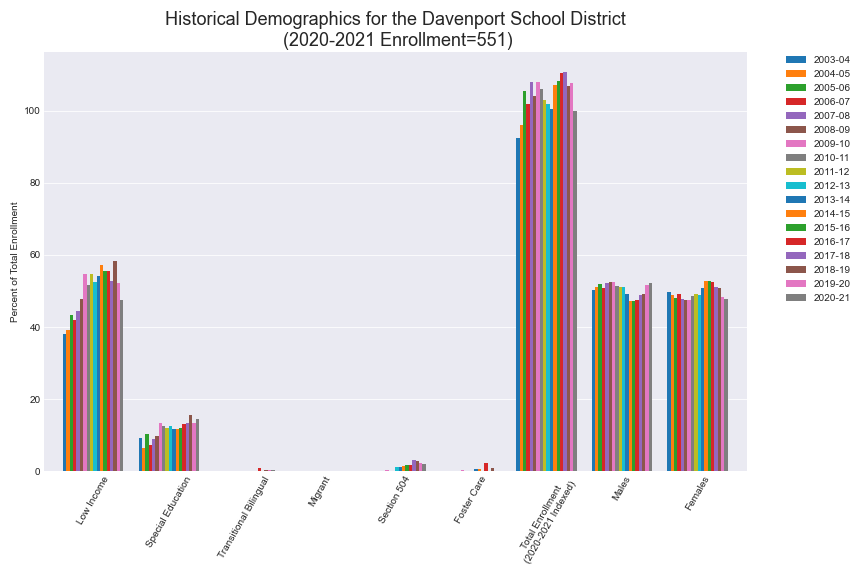 Historical Demographics for the Davenport School District
(2020-2021 Enrollment=551)
Percent of Total Enrollment
100
80
60
40
20
0
Low Income
Special Education
Transitional Bilingual
Migrant
Section 504
Foster Care
Total Enrollment
(2020-2021 Indexed)
Males
Females
2003-04
2004-05
2005-06
2006-07
2007-08
2008-09
2009-10
2010-11
2011-12
2012-13
2013-14
2014-15
2015-16
2016-17
2017-18
2018-19
2019-20
2020-21